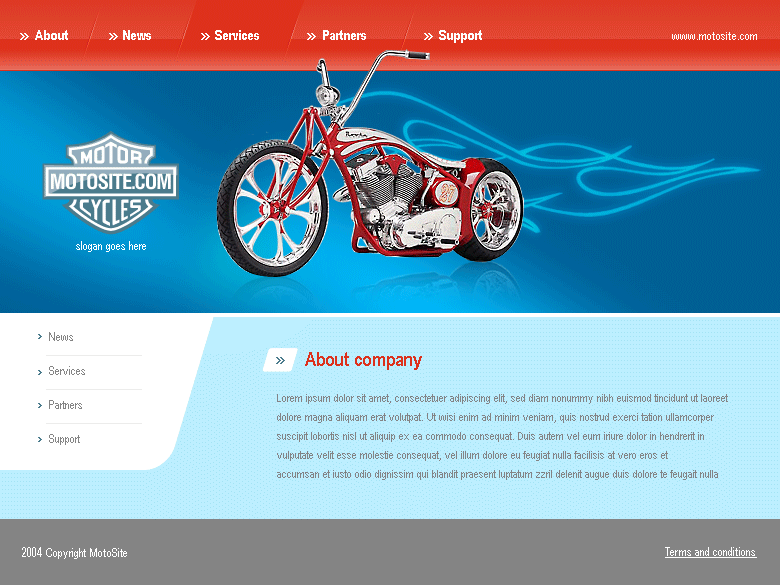 About News Services Partners Support www.motosite.com
MOTOR
MOTOSITE.COM
CYCLES
slogan goes here
News
Services
Partners
Support
About company
Lorem ipsum dolor sit amet, consectetuer adipiscing elit, sed diam nonummy nibh euismod tincidunt ut laoreet
dolore magna aliquam erat volutpat. Ut wisi enim ad minim veniam, quis nostrud exerci tation ullamcorper
suscipit lobortis nisl ut aliquip ex ea commodo consequat. Duis autem vel eum iriure dolor in hendrerit in
vulputate velit esse molestie consequat, vel illum dolore eu feugiat nulla facilisis at vero eros et
accumsan et iusto odio dignissim qui blandit praesent luptatum zzril delenit augue duis dolore te feugait nulla
2004 Copyright MotoSite Terms and conditions